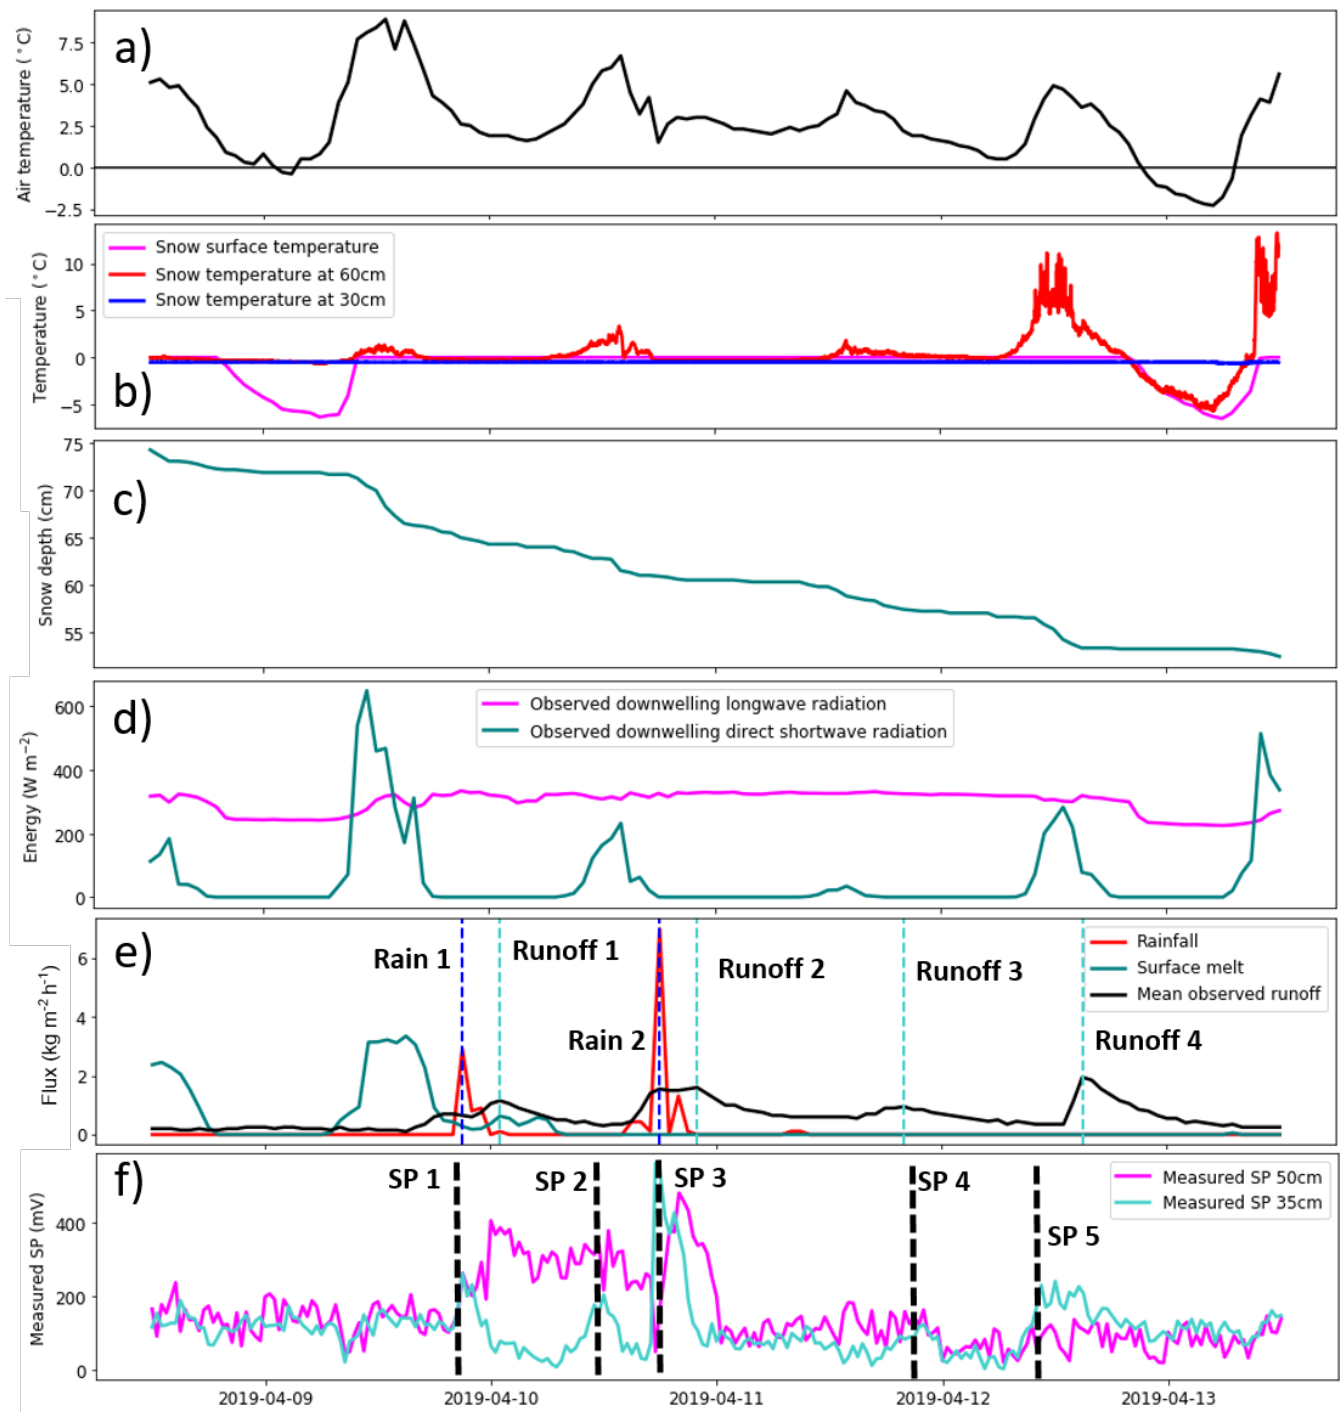 a)
Air temperature (°C)
7.5
5.0
2.5
0.0
−2.5
b)
Temperature (°C)
10
5
0
−5
Snow surface temperature
Snow temperature at 60cm
Snow temperature at 30cm
c)
Snow depth (cm)
75
70
65
60
55
d)
Energy (W m−2)
600
400
200
0
Observed downwelling longwave radiation
Observed downwelling direct shortwave radiation
e)
Flux (kg m-2 h-1)
6
4
2
0
Rain 1
Runoff 1
Rain 2
Runoff 2
Runoff 3
Runoff 4
Rainfall
Surface melt
Mean observed runoff
f)
Measured SP (mV)
400
200
0
SP 1
SP 2
SP 3
SP 4
SP 5
Measured SP 50cm
Measured SP 35cm
2019-04-09
2019-04-10
2019-04-11
2019-04-12
2019-04-13